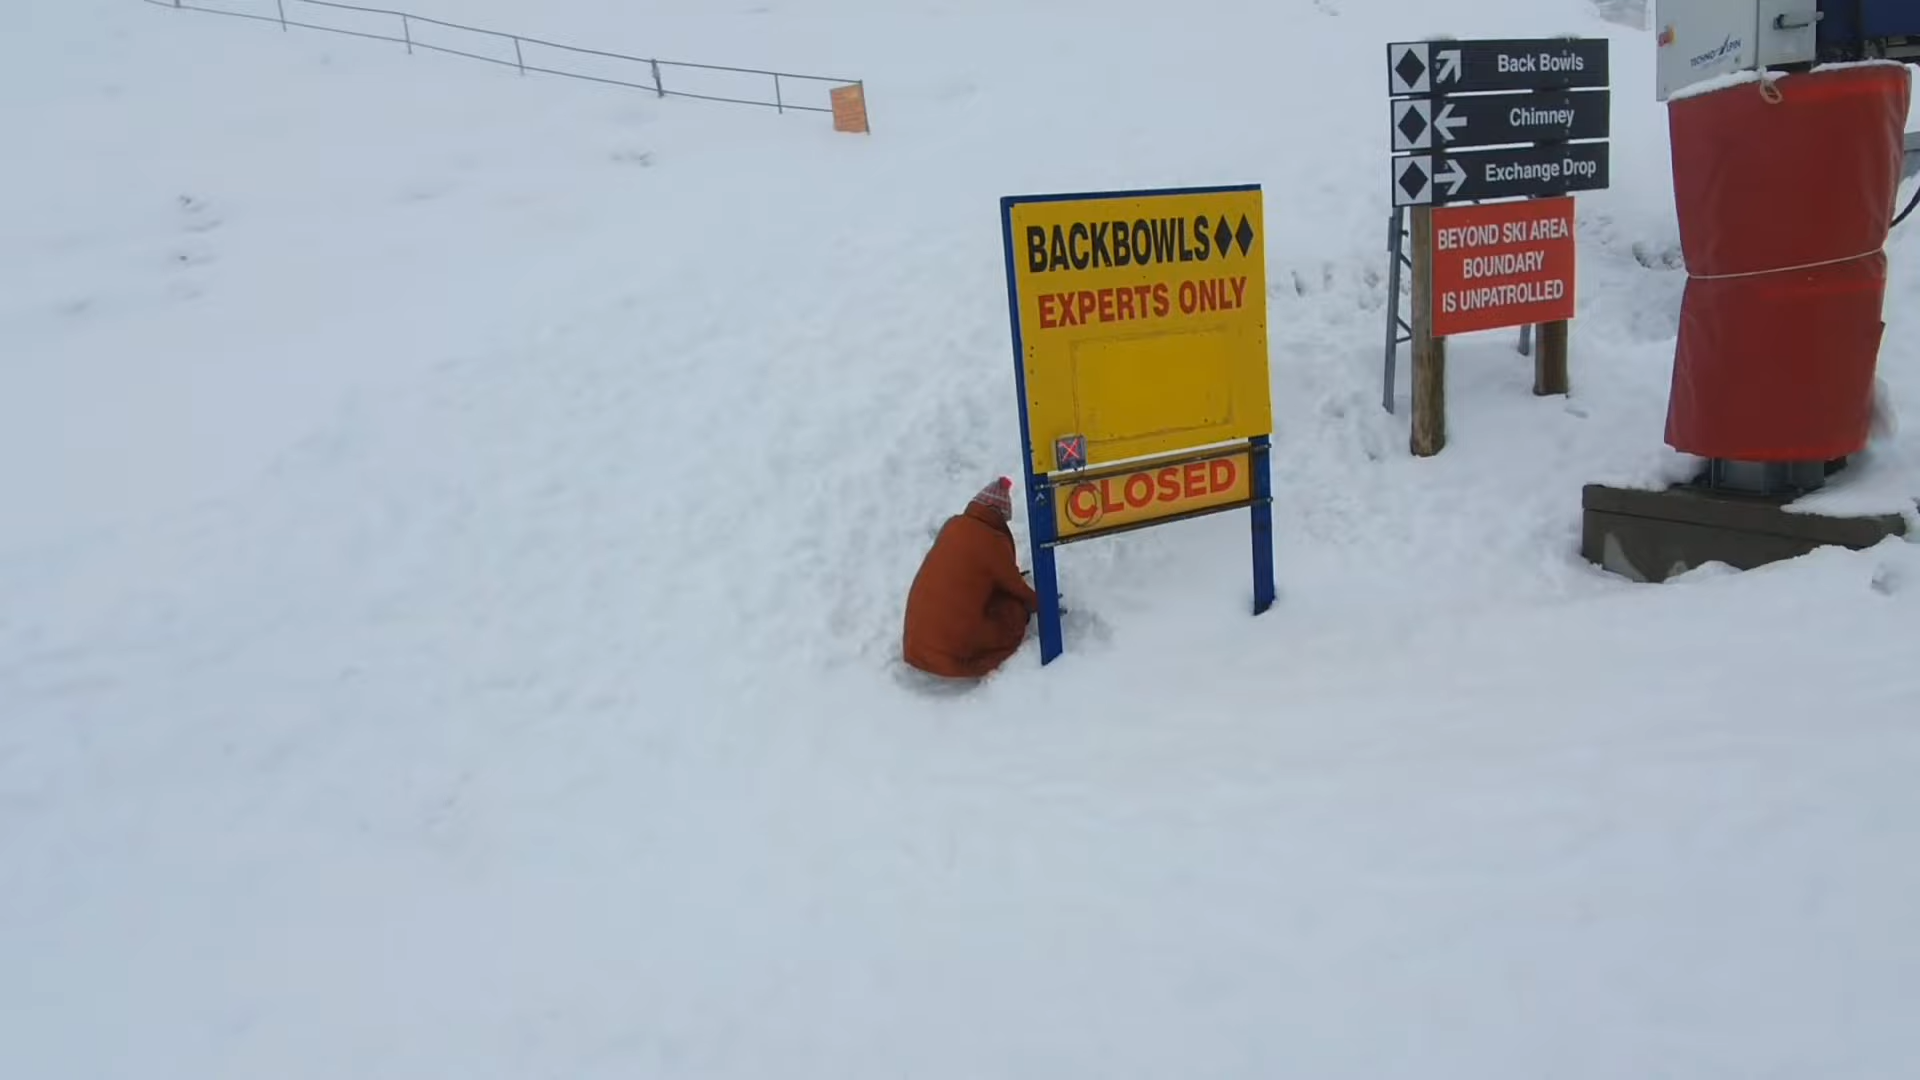 Back Bowls
Chimney
Exchange Drop
BEYOND SKI AREA
BOUNDARY
IS UNPATROLLED
BACKBOWLS
EXPERTS ONLY
CLOSED